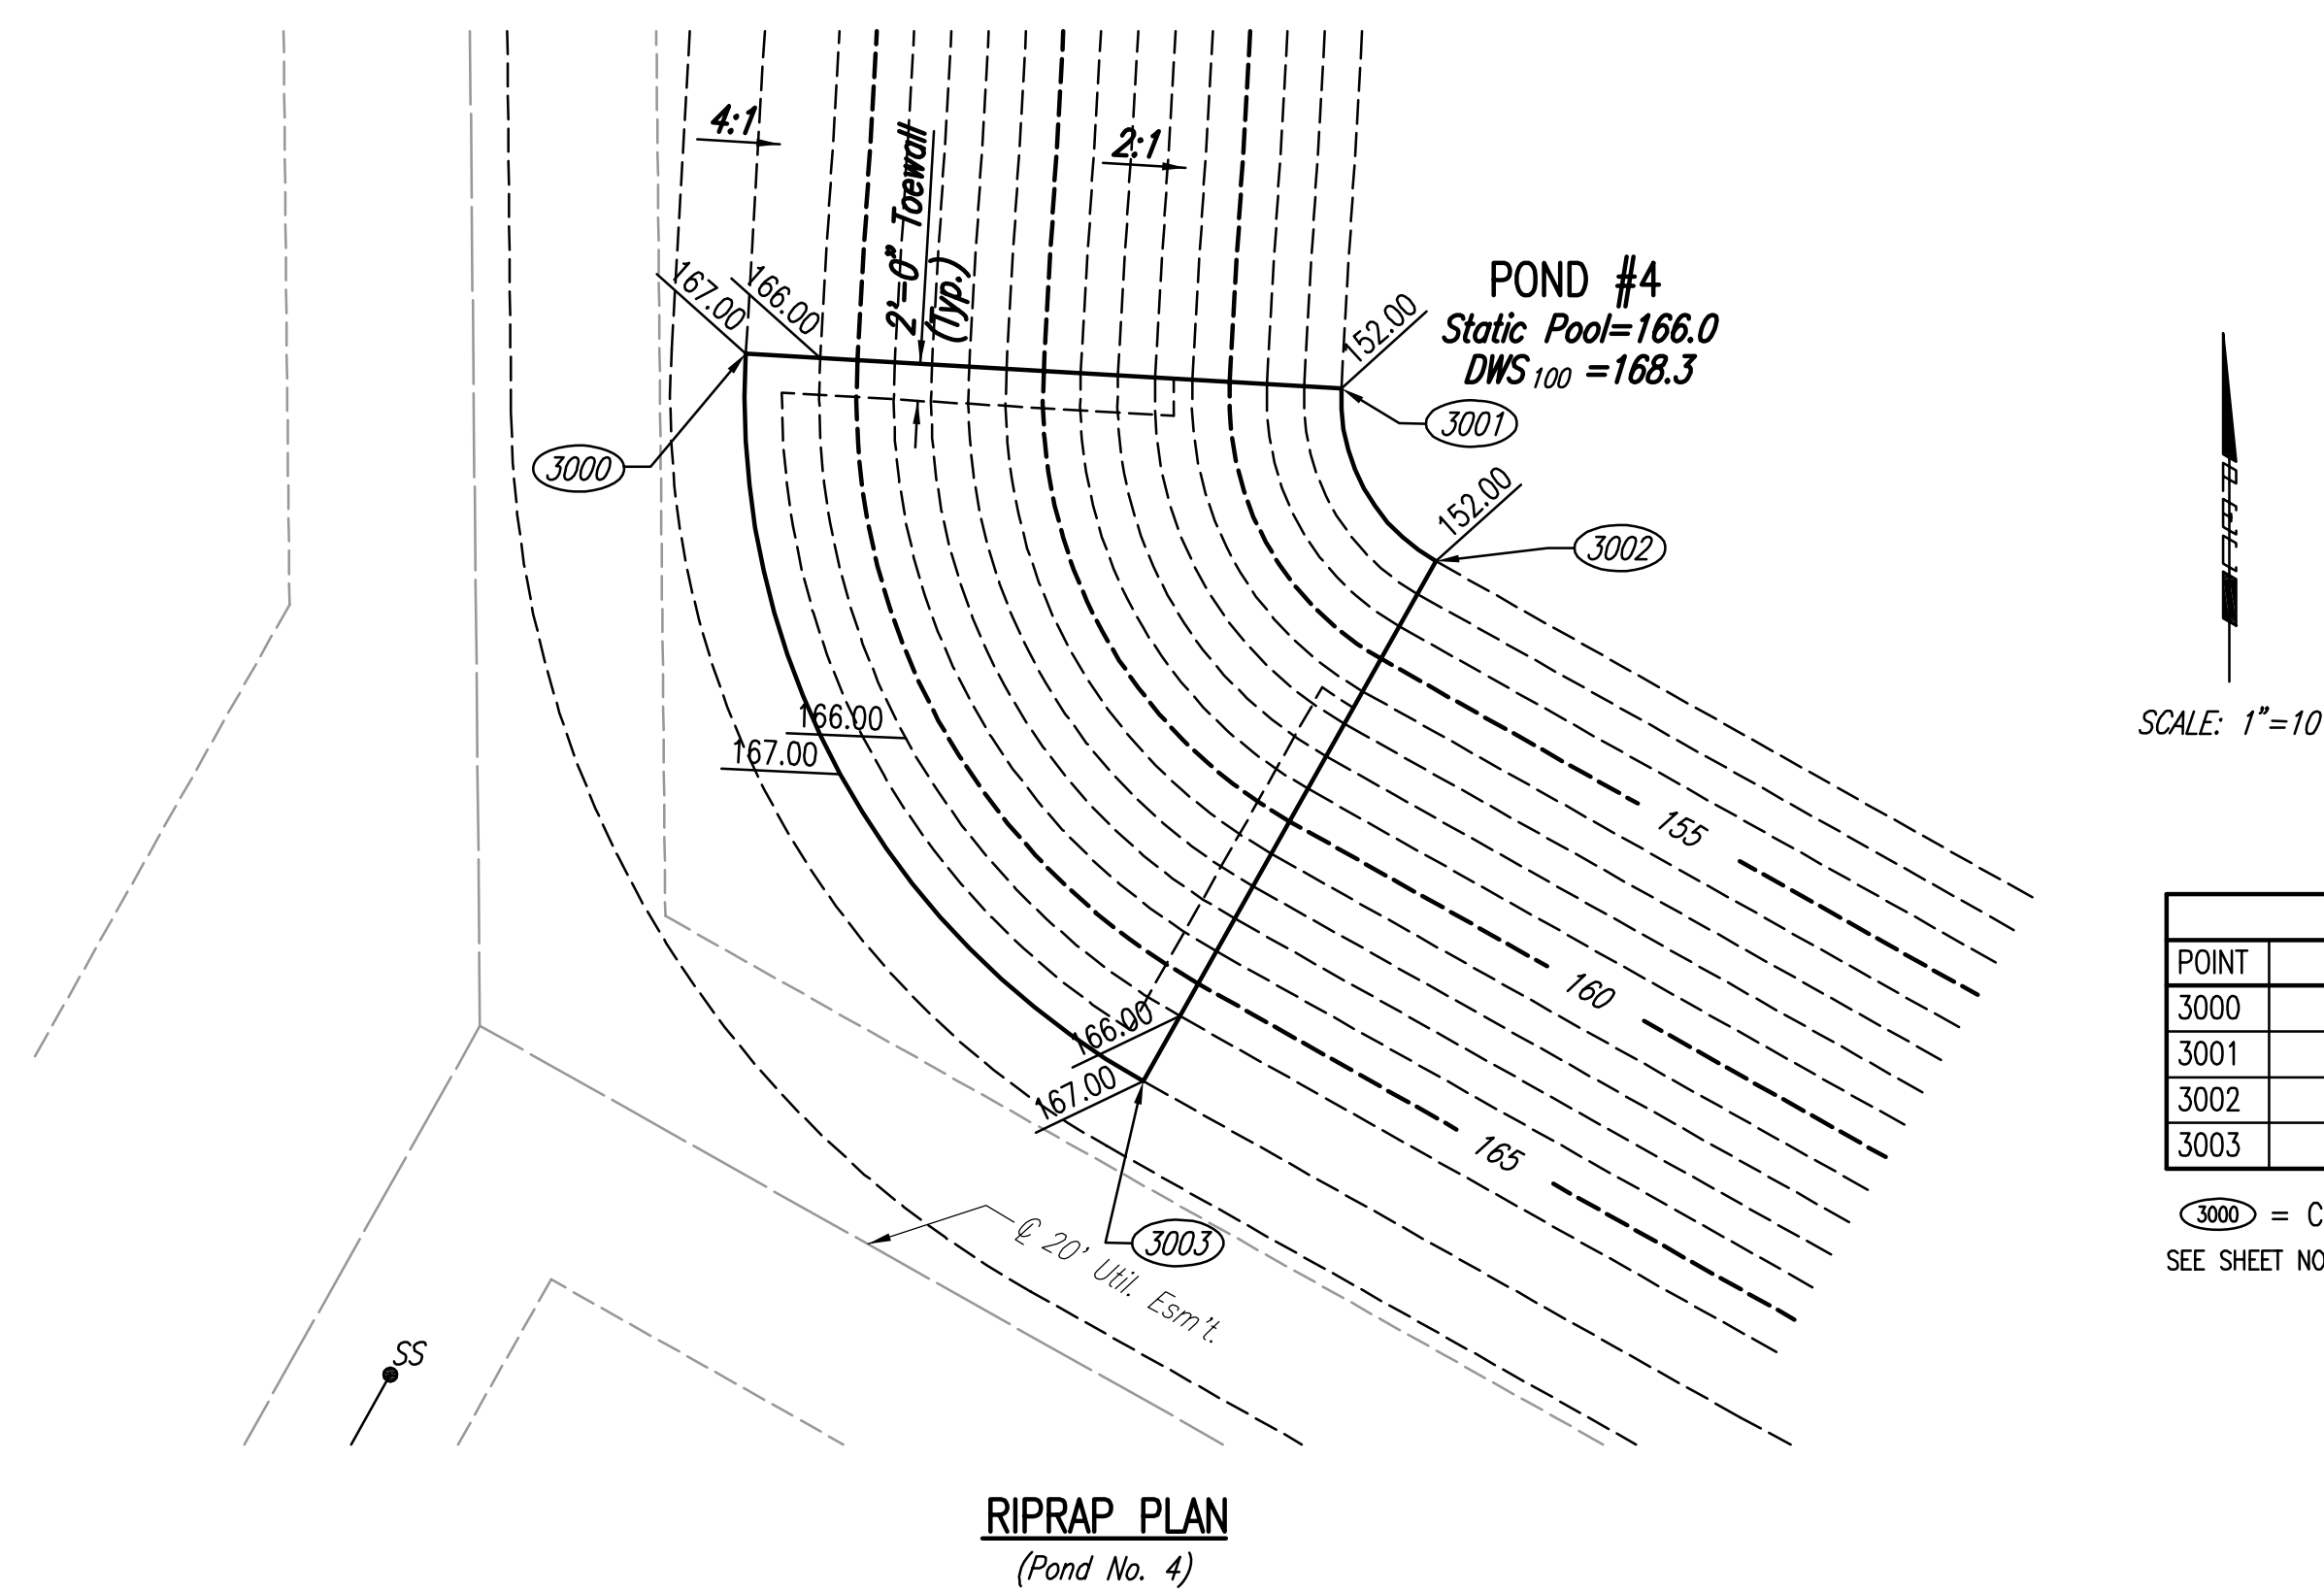 4:1
2:1
2'-0" Toewall
(Typ.)
167.00
166.00
152.00
POND #4
Static Pool=166.0
DWS100 =168.3
3001
3000
152.00
3002
166.00
167.00
SCALE: 1"=10
155
160
165
166.00
167.00
3003
℄ 20' Util. Esm't.
SS
POINT
3000
3001
3002
3003
3000 = C
SEE SHEET NO
RIPRAP PLAN
(Pond No. 4)